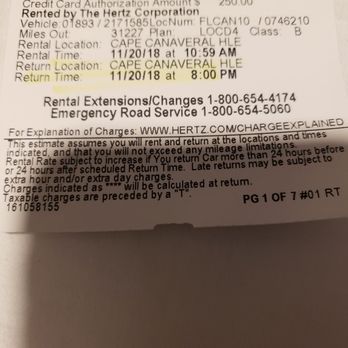 Credit Card Authorization Amount $ 250.00
Rented by The Hertz Corporation
Vehicle: 01893 / 2171585 LocNum: FLCAN10 / 0746210
Miles Out: 31227 Plan: LOCD4 Class: B
Rental Location: CAPE CANAVERAL HLE
Rental Time: 11/20/18 at 10:59 AM
Return Location: CAPE CANAVERAL HLE
Return Time: 11/20/18 at 8:00 PM
Rental Extensions/Changes 1-800-654-4174
Emergency Road Service 1-800-654-5060
For Explanation of Charges: WWW.HERTZ.COM/CHARGEEXPLAINED
This estimate assumes you will rent and return at the locations and times
indicated, and that you will not exceed any mileage limitations.
Rental Rate subject to increase if You return Car more than 24 hours before
or 24 hours after scheduled Return Time. Late returns may be subject to
extra hour and/or extra day charges.
Charges indicated as "****" will be calculated at return.
Taxable charges are preceded by a "T".
161058155 PG 1 OF 7 #01 RT